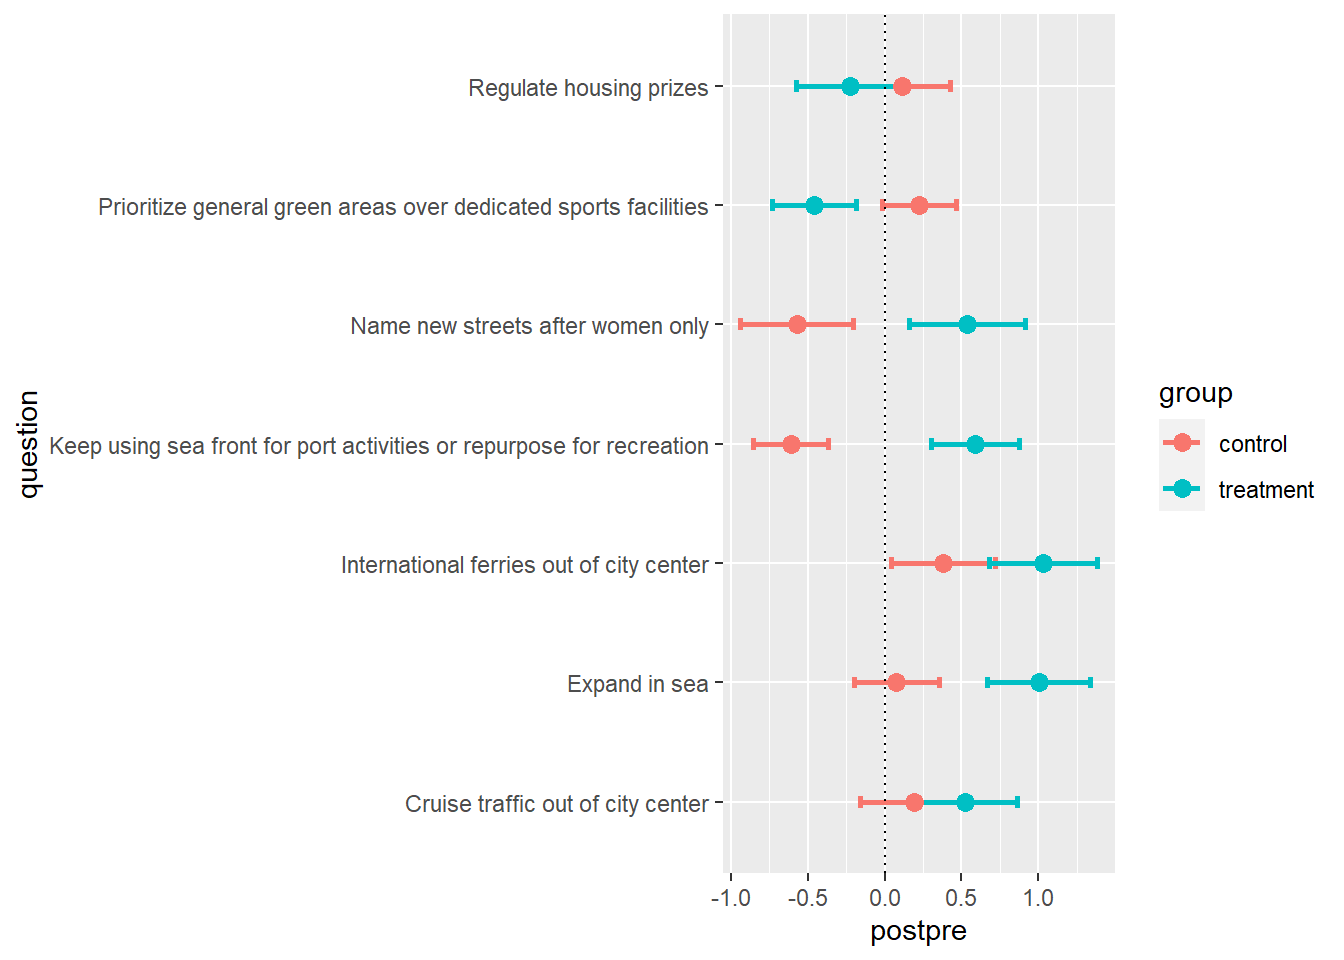 Regulate housing prizes
Prioritize general green areas over dedicated sports facilities
Name new streets after women only
Keep using sea front for port activities or repurpose for recreation
International ferries out of city center
Expand in sea
Cruise traffic out of city center
question
-1.0 -0.5 0.0 0.5 1.0
postpre
group
control
treatment